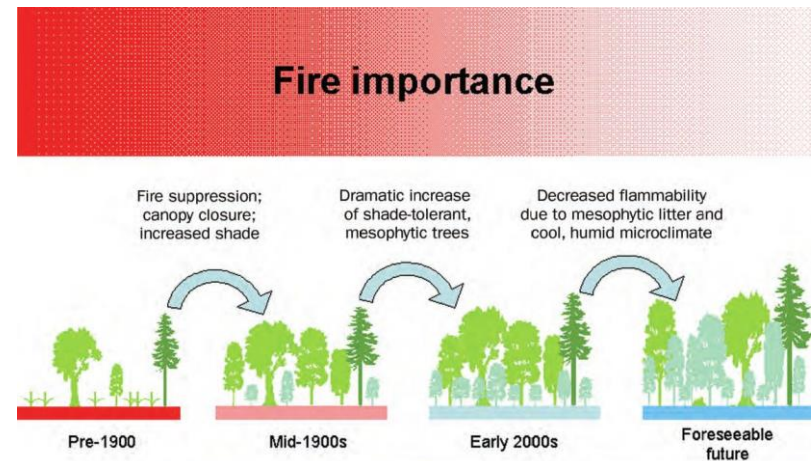 Fire importance
Fire suppression;
canopy closure;
increased shade
Dramatic increase
of shade-tolerant,
mesophytic trees
Decreased flammability
due to mesophytic litter and
cool, humid microclimate
Pre-1900
Mid-1900s
Early 2000s
Foreseeable
future